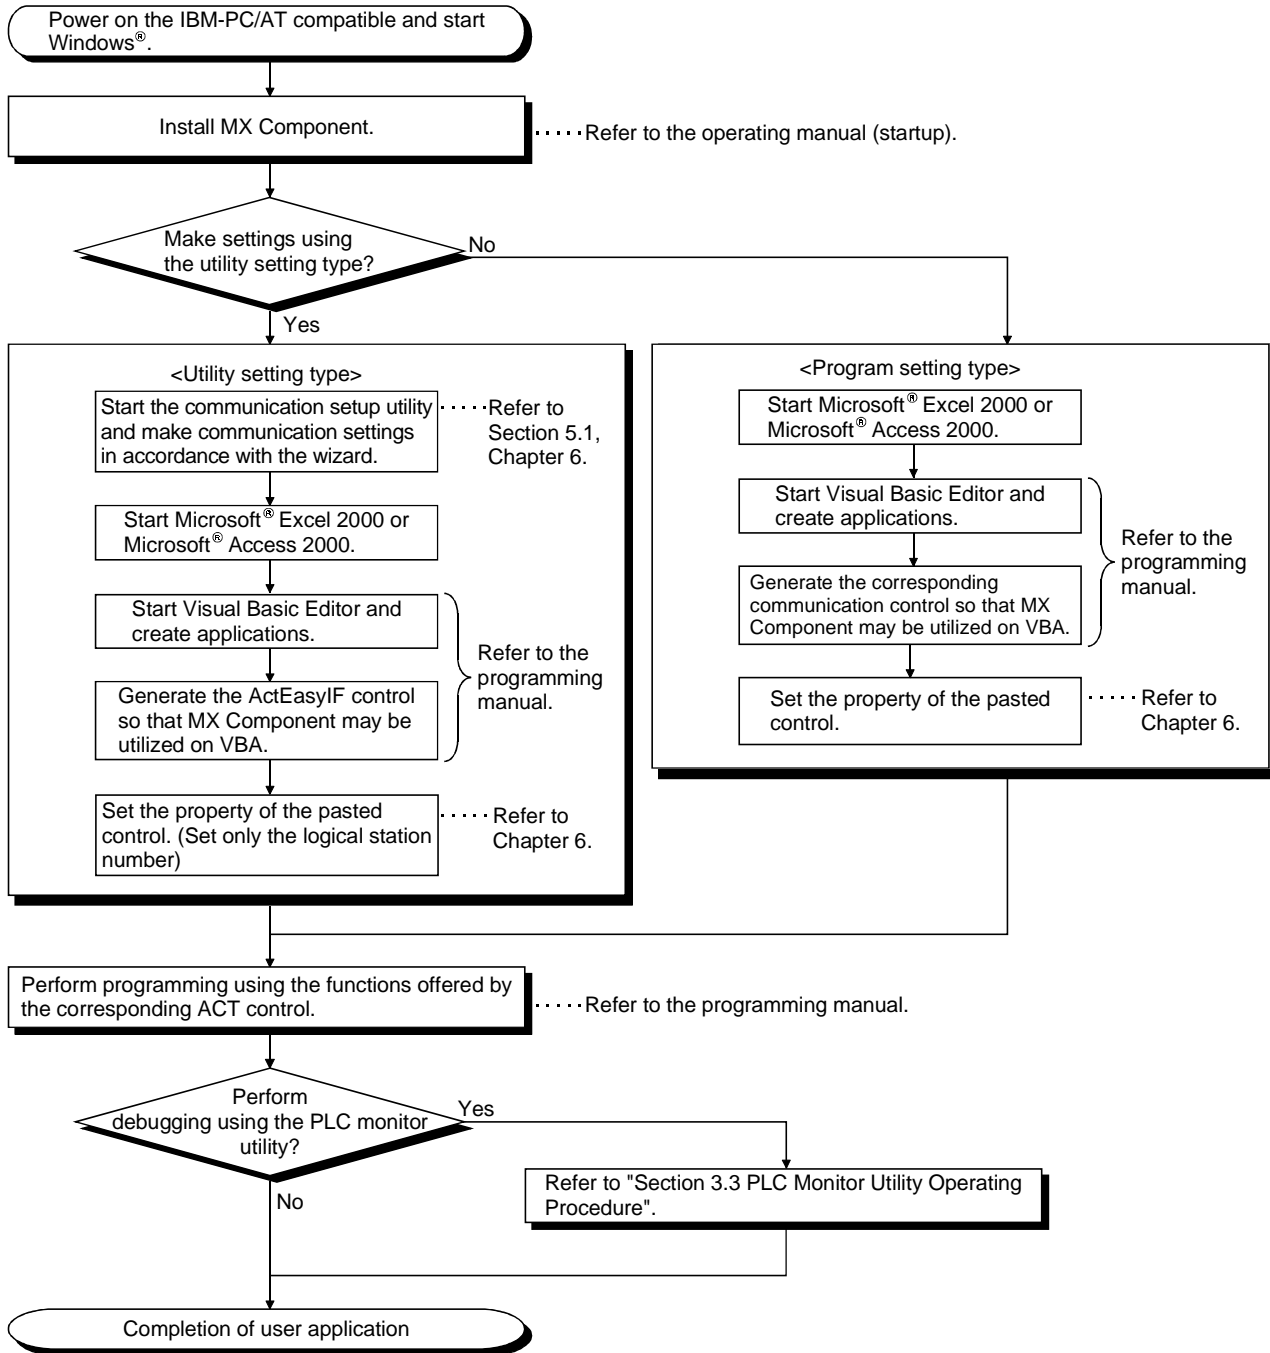 Power on the IBM-PC/AT compatible and start
Windows®.
Install MX Component.
·····Refer to the operating manual (startup).
Make settings using
the utility setting type?
No
Yes
<Utility setting type>
Start the communication setup utility
and make communication settings
in accordance with the wizard.
·····Refer to
Section 5.1,
Chapter 6.
Start Microsoft® Excel 2000 or
Microsoft® Access 2000.
Start Visual Basic Editor and
create applications.
Generate the ActEasyIF control
so that MX Component may be
utilized on VBA.
Refer to the
programming
manual.
Set the property of the pasted
control. (Set only the logical station
number)
·····Refer to
Chapter 6.
<Program setting type>
Start Microsoft® Excel 2000 or
Microsoft® Access 2000.
Start Visual Basic Editor and
create applications.
Generate the corresponding
communication control so that MX
Component may be utilized on VBA.
Refer to the
programming
manual.
Set the property of the pasted
control.
·····Refer to
Chapter 6.
Perform programming using the functions offered by
the corresponding ACT control.
·····Refer to the programming manual.
Perform
debugging using the PLC monitor
utility?
Yes
No
Refer to "Section 3.3 PLC Monitor Utility Operating
Procedure".
Completion of user application